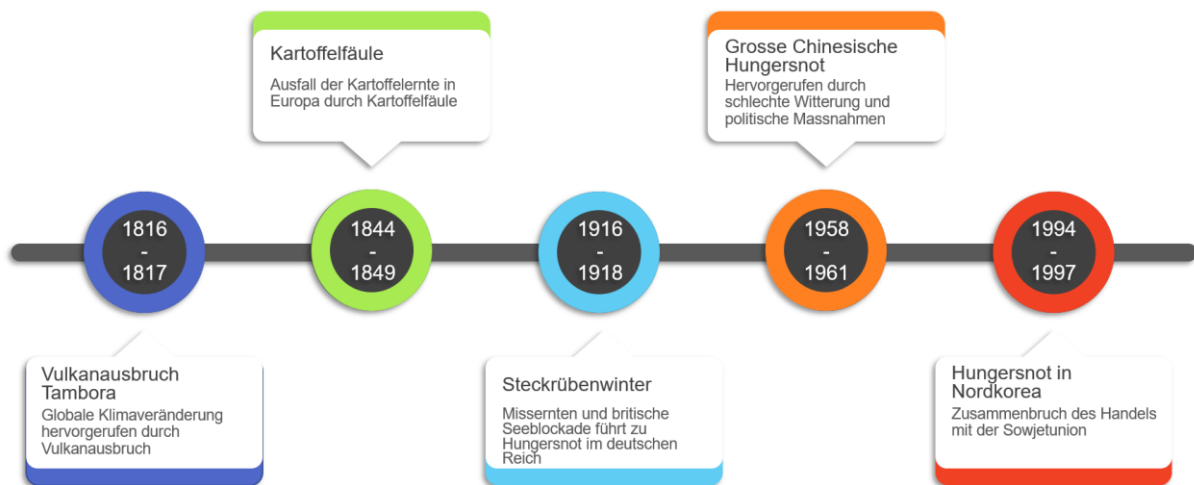 Kartoffelfäule
Ausfall der Kartoffelernte in
Europa durch Kartoffelfäule
Grosse Chinesische
Hungersnot
Hervorgerufen durch
schlechte Witterung und
politische Massnahmen
1816
-
1817
1844
-
1849
1916
-
1918
1958
-
1961
1994
-
1997
Vulkanausbruch
Tambora
Globale Klimaveränderung
hervorgerufen durch
Vulkanausbruch
Steckrübenwinter
Missernten und britische
Seeblockade führt zu
Hungersnot im deutschen
Reich
Hungersnot in
Nordkorea
Zusammenbruch des Handels
mit der Sowjetunion